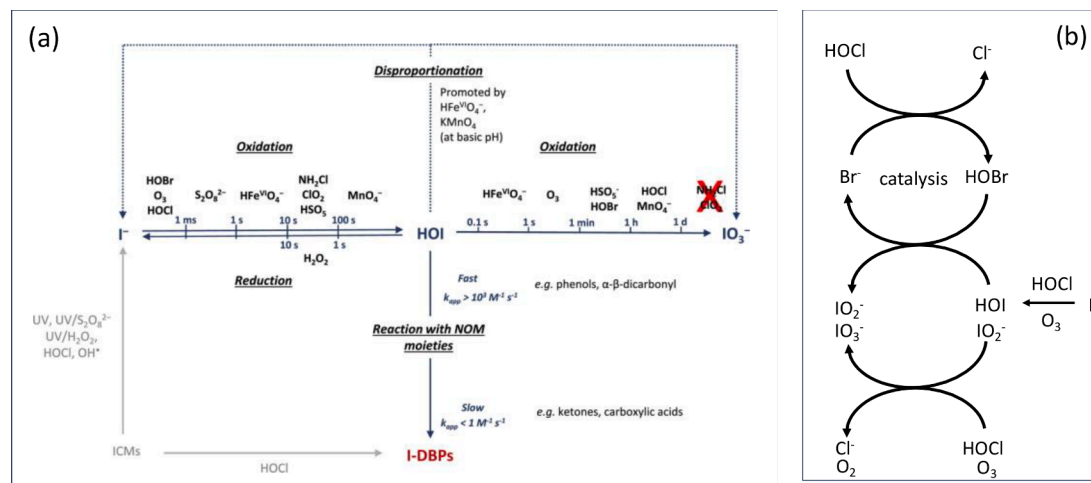 (a)
Disproportionation
Promoted by
HFeⱽᴵO₄⁻,
KMnO₄
(at basic pH)
Oxidation
Oxidation
HOBr
O₃
HOCl
S₂O₈²⁻
HFeⱽᴵO₄⁻
NH₂Cl
ClO₂
HSO₅⁻
MnO₄⁻
HFeⱽᴵO₄⁻
O₃
HSO₅⁻
HOBr
HOCl
MnO₄⁻
NH₂Cl
ClO₂
1 ms
1 s
10 s
100 s
0.1 s
1 s
1 min
1 h
1 d
I⁻
HOI
IO₃⁻
10 s
1 s
H₂O₂
Reduction
Fast
kₐₚₚ > 10³ M⁻¹ s⁻¹
e.g. phenols, α-β-dicarbonyl
UV, UV/S₂O₈²⁻
UV/H₂O₂,
HOCl, OH•
Reaction with NOM
moieties
Slow
kₐₚₚ < 1 M⁻¹ s⁻¹
e.g. ketones, carboxylic acids
ICMs
HOCl
I-DBPs
(b)
HOCl
Cl⁻
Br⁻
catalysis
HOBr
IO₂⁻
IO₃⁻
HOI
IO₂⁻
HOCl
O₃
Cl⁻
O₂
HOCl
O₃